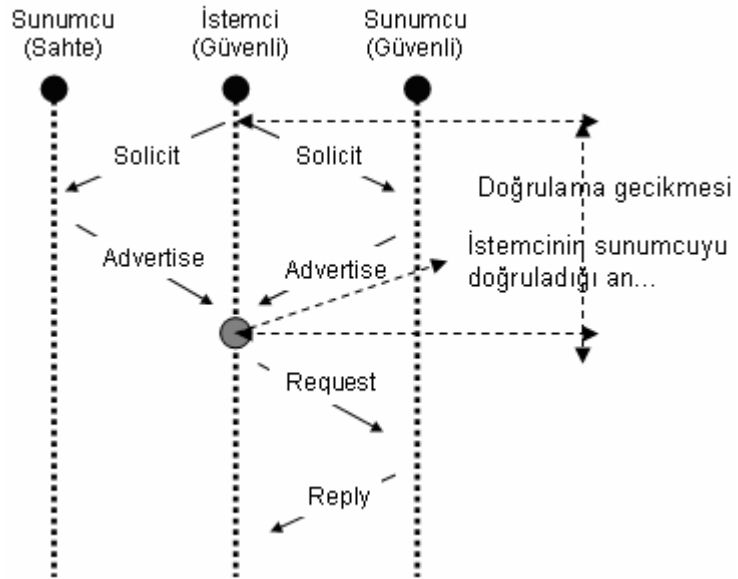 Sunumcu
(Sahte)
İstemci
(Güvenli)
Sunumcu
(Güvenli)
Solicit
Solicit
Doğrulama gecikmesi
Advertise
Advertise
İstemcinin sunumcuyu
doğruladığı an...
Request
Reply